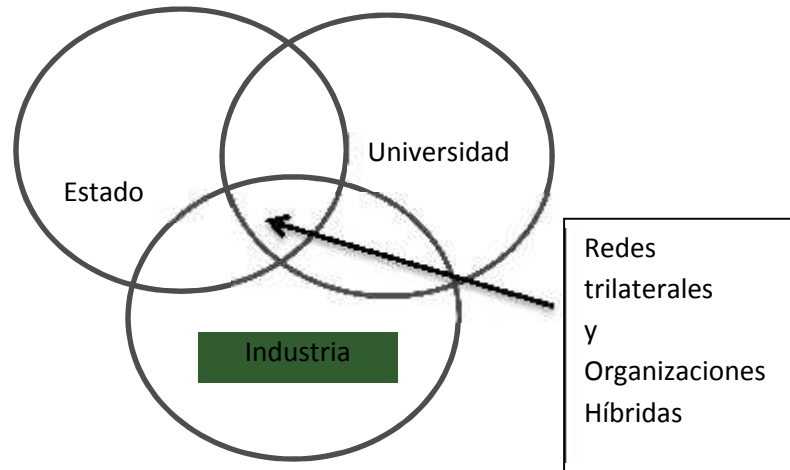 Universidad
Estado
Industria
Redes
trilaterales
y
Organizaciones
Híbridas